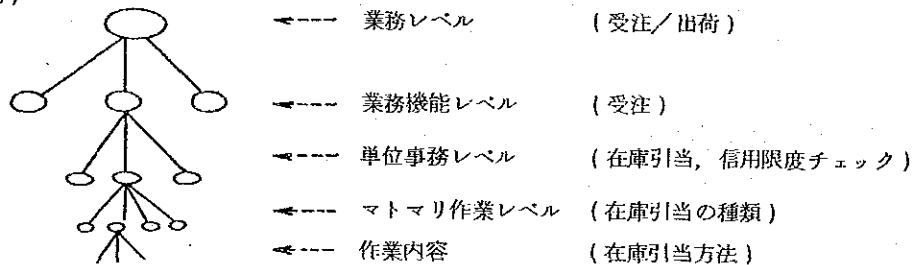 業務レベル (受注/出荷)
業務機能レベル (受注)
単位事務レベル (在庫引当,信用限度チェック)
マトマリ作業レベル (在庫引当の種類)
作業内容 (在庫引当方法)